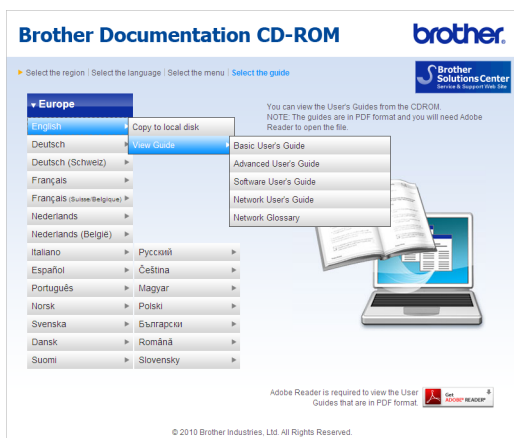 Brother Documentation CD-ROM
brother
Select the region | Select the language | Select the menu | Select the guide
Brother
Solutions Center
Service & Support Web Site
Europe
You can view the User's Guides from the CDROM.
NOTE: The guides are in PDF format and you will need Adobe
Reader to open the file.
English
Copy to local disk
Deutsch
View Guide
Basic User's Guide
Deutsch (Schweiz)
Advanced User's Guide
Français
Software User's Guide
Français (Suisse/Belgique)
Network User's Guide
Nederlands
Network Glossary
Nederlands (België)
Italiano
Русский
Español
Čeština
Português
Magyar
Norsk
Polski
Svenska
Български
Dansk
Română
Suomi
Slovensky
Adobe Reader is required to view the User
Guides that are in PDF format.
Get
ADOBE® READER®
© 2010 Brother Industries, Ltd. All Rights Reserved.